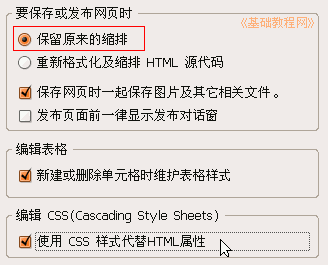 要保存或发布网页时
《基础教程网》
保留原来的缩排
重新格式化及缩排 HTML 源代码
保存网页时一起保存图片及其它相关文件。
发布页面前一律显示发布对话窗
编辑表格
新建或删除单元格时维护表格样式
编辑 CSS(Cascading Style Sheets)
使用 CSS 样式代替HTML属性